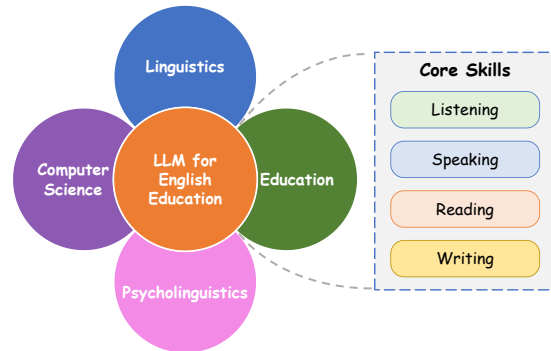 Linguistics
Computer
Science
LLM for
English
Education
Education
Psycholinguistics
Core Skills
Listening
Speaking
Reading
Writing